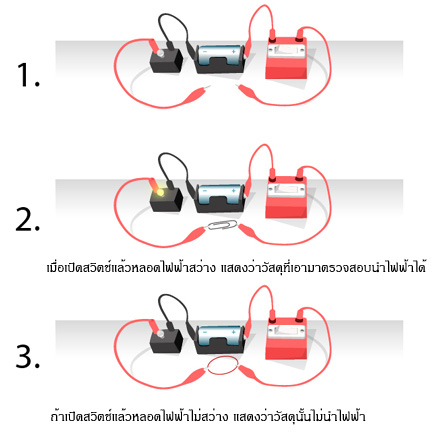 1.
2.
เมื่อเปิดสวิตซ์แล้วหลอดไฟฟ้าสว่าง แสดงว่าวัสดุที่เอามาตรวจสอบนำไฟฟ้าได้
3.
ถ้าเปิดสวิตซ์แล้วหลอดไฟฟ้าไม่สว่าง แสดงว่าวัสดุนั้นไม่นำไฟฟ้า